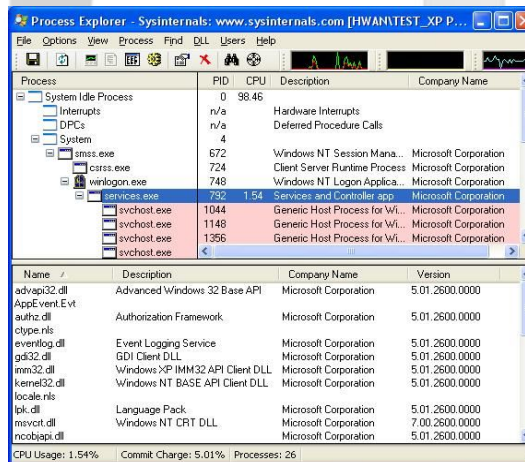 Process Explorer - Sysinternals: www.sysinternals.com [HWAN\TEST_XP P...
File Options View Process Find DLL Users Help
Process PID CPU Description Company Name
System Idle Process 0 98.46
Interrupts n/a Hardware Interrupts
DPCs n/a Deferred Procedure Calls
System 4
smss.exe 672 Windows NT Session Mana... Microsoft Corporation
csrss.exe 724 Client Server Runtime Process Microsoft Corporation
winlogon.exe 748 Windows NT Logon Applica... Microsoft Corporation
services.exe 792 1.54 Services and Controller app Microsoft Corporation
svchost.exe 1044 Generic Host Process for Wi... Microsoft Corporation
svchost.exe 1148 Generic Host Process for Wi... Microsoft Corporation
svchost.exe 1356 Generic Host Process for Wi... Microsoft Corporation
svchost.exe
Name Description Company Name Version
advapi32.dll Advanced Windows 32 Base API Microsoft Corporation 5.01.2600.0000
AppEvent.Evt
authz.dll Authorization Framework Microsoft Corporation 5.01.2600.0000
ctype.nls
eventlog.dll Event Logging Service Microsoft Corporation 5.01.2600.0000
gdi32.dll GDI Client DLL Microsoft Corporation 5.01.2600.0000
imm32.dll Windows XP IMM32 API Client DLL Microsoft Corporation 5.01.2600.0000
kernel32.dll Windows NT BASE API Client DLL Microsoft Corporation 5.01.2600.0000
locale.nls
lpk.dll Language Pack Microsoft Corporation 5.01.2600.0000
msvcrt.dll Windows NT CRT DLL Microsoft Corporation 7.00.2600.0000
ncobjapi.dll Microsoft Corporation 5.01.2600.0000
CPU Usage: 1.54% Commit Charge: 5.01% Processes: 26